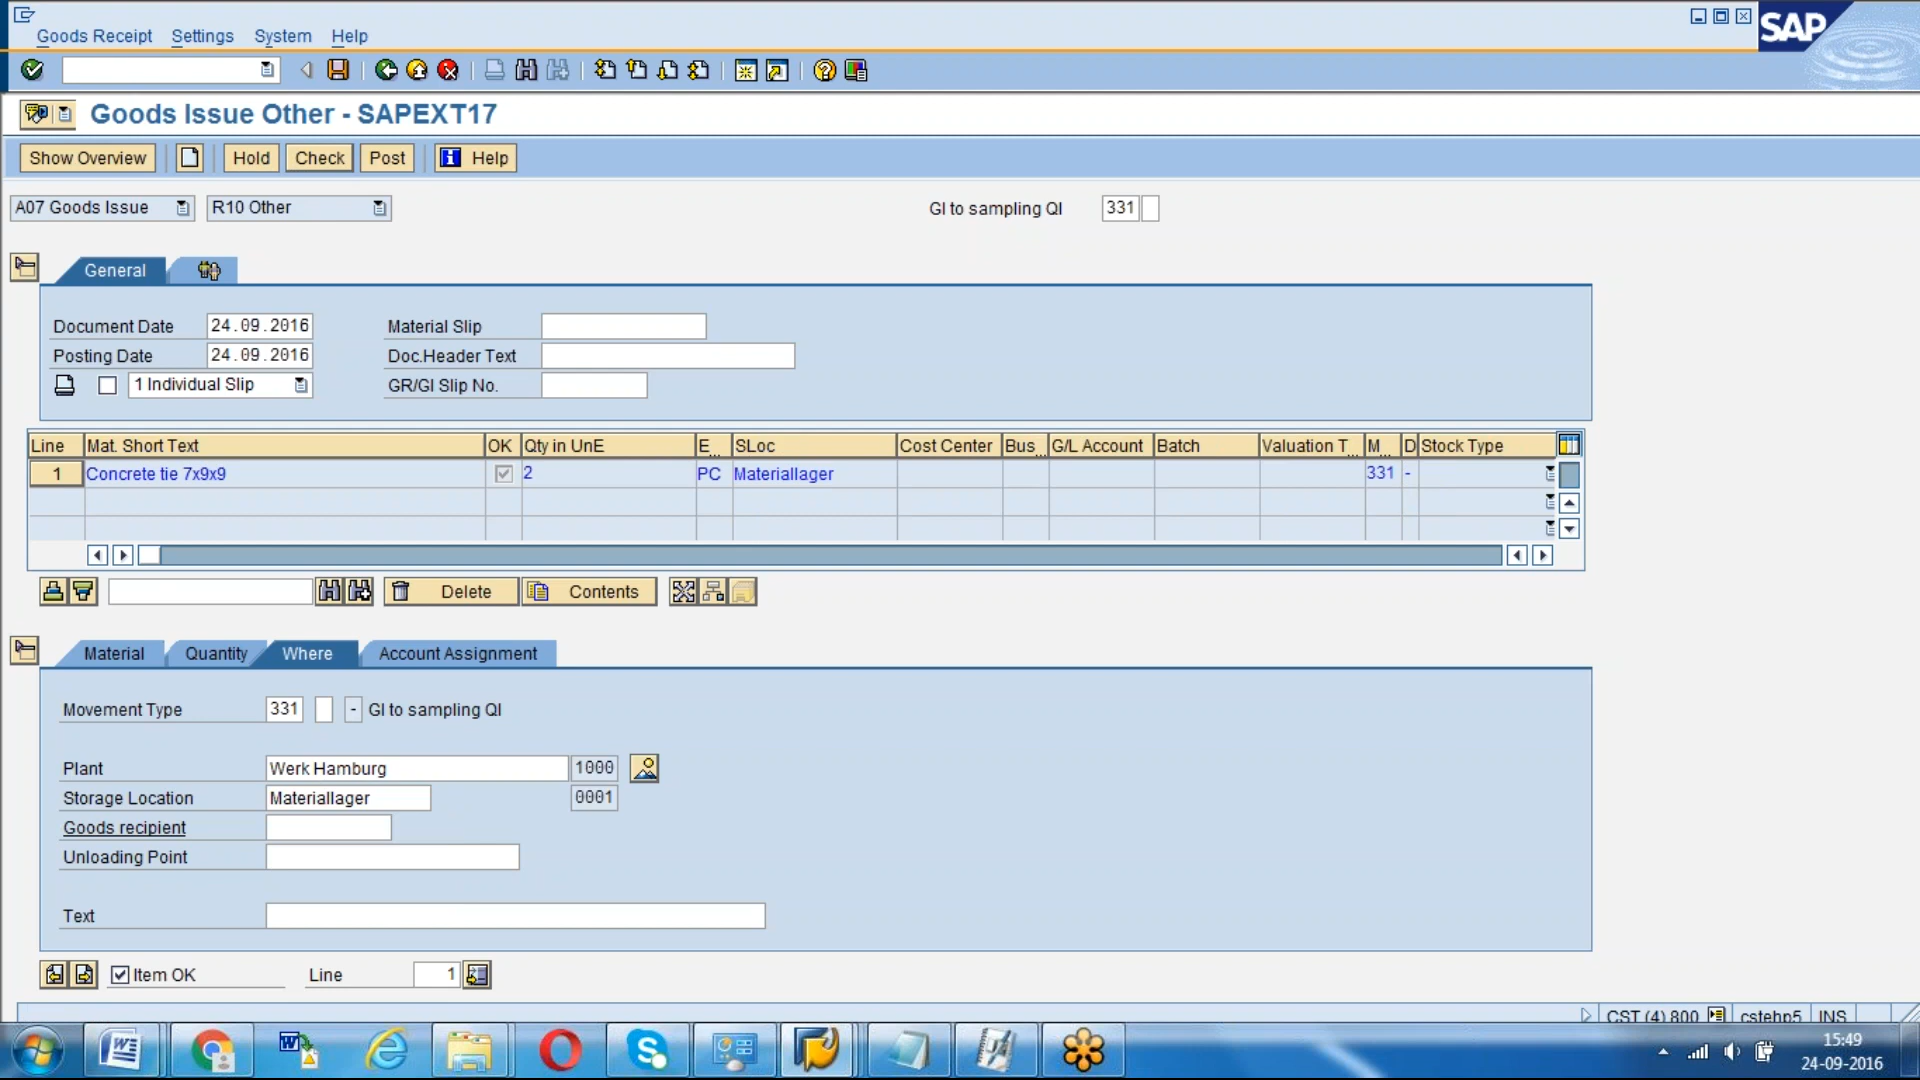 Goods Receipt Settings System Help
SAP
Goods Issue Other - SAPEXT17
Show Overview Hold Check Post Help
A07 Goods Issue R10 Other GI to sampling QI 331
General
Document Date 24.09.2016 Material Slip
Posting Date 24.09.2016 Doc.Header Text
1 Individual Slip GR/GI Slip No.
Line Mat. Short Text OK Qty in UnE E... SLoc Cost Center Bus... G/L Account Batch Valuation T... M... D Stock Type
1 Concrete tie 7x9x9 2 PC Materiallager 331 -
Delete Contents
Material Quantity Where Account Assignment
Movement Type 331 - GI to sampling QI
Plant Werk Hamburg 1000
Storage Location Materiallager 0001
Goods recipient
Unloading Point
Text
Item OK Line 1
CST (4) 800 cstehp5 INS
15:49
24-09-2016